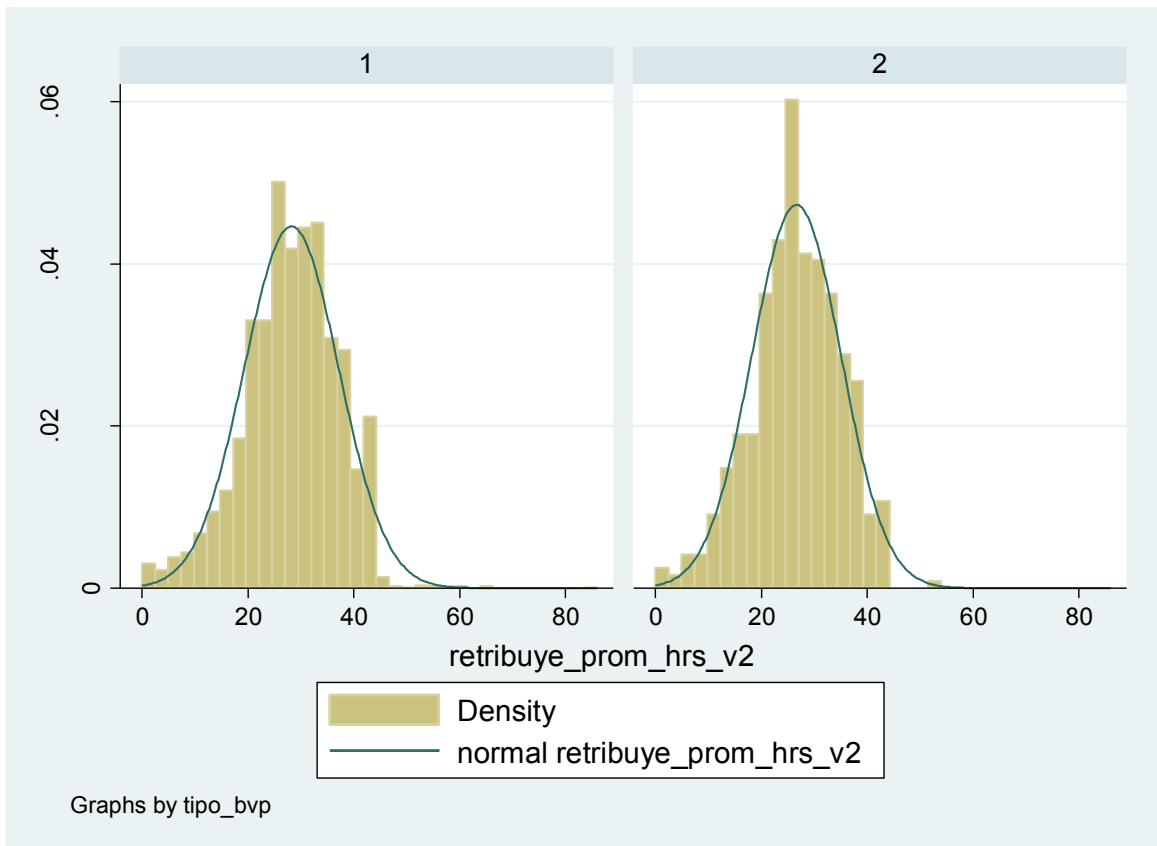 1
2
.06
.04
.02
0
0 20 40 60 80
0 20 40 60 80
retribuye_prom_hrs_v2
Density
normal retribuye_prom_hrs_v2
Graphs by tipo_bvp